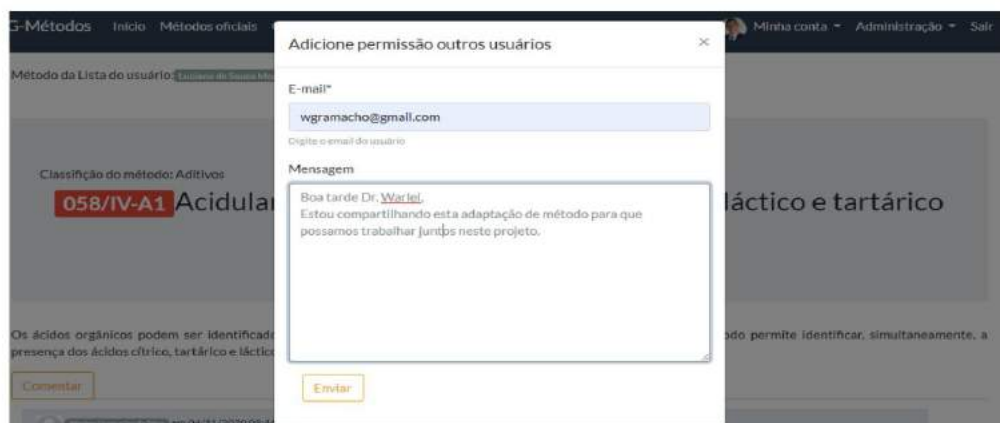 G-Métodos Início Métodos oficiais
Minha conta Administração Sair
Adicione permissão outros usuários ×
Método da Lista do usuário:
E-mail*
wgramacho@gmail.com
Digite o email do usuário
Mensagem
Boa tarde Dr. Warlei,
Estou compartilhando esta adaptação de método para que
possamos trabalhar juntos neste projeto.
Classifição do método: Aditivos
058/IV-A1 Acidular láctico e tartárico
Os ácidos orgânicos podem ser identificado odo permite identificar, simultaneamente, a
presença dos ácidos cítrico, tartárico e láctico
Comentar
Enviar